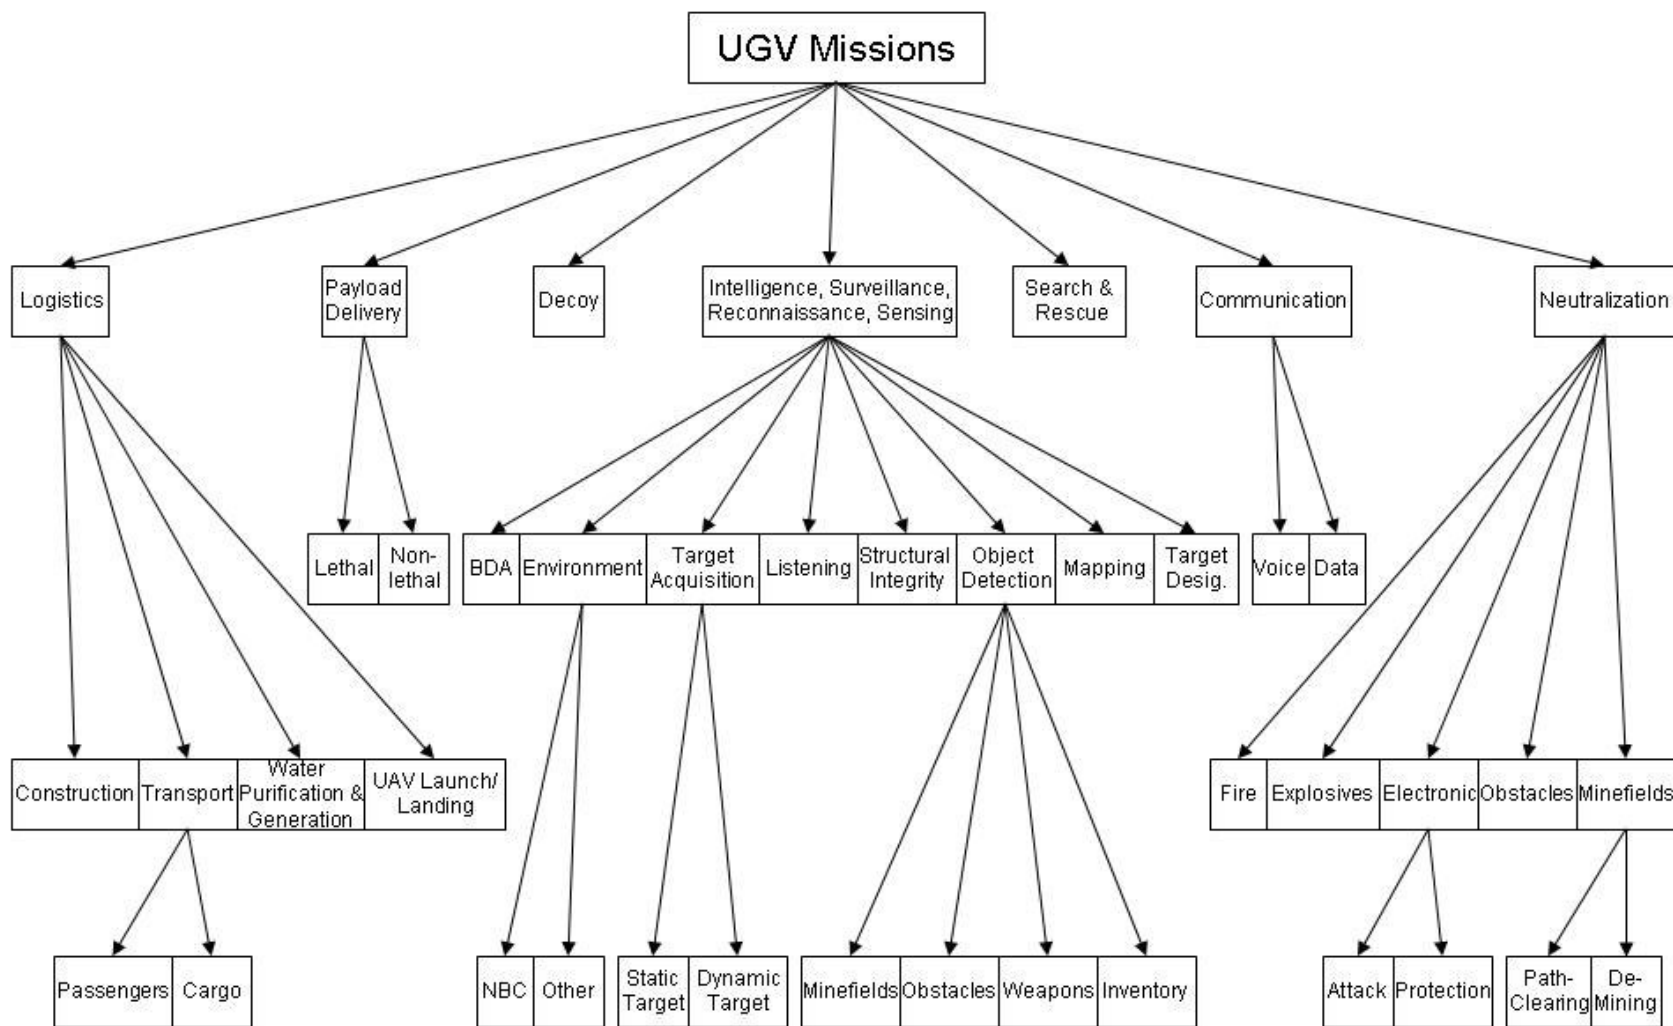 UGV Missions
Logistics
Payload
Delivery
Decoy
Intelligence, Surveillance,
Reconnaissance, Sensing
Search &
Rescue
Communication
Neutralization
Lethal
Non-
lethal
BDA
Environment
Target
Acquisition
Listening
Structural
Integrity
Object
Detection
Mapping
Target
Desig.
Voice
Data
Construction
Transport
Water
Purification &
Generation
UAV Launch/
Landing
Fire
Explosives
Electronic
Obstacles
Minefields
Passengers
Cargo
NBC
Other
Static
Target
Dynamic
Target
Minefields
Obstacles
Weapons
Inventory
Attack
Protection
Path-
Clearing
De-
Mining